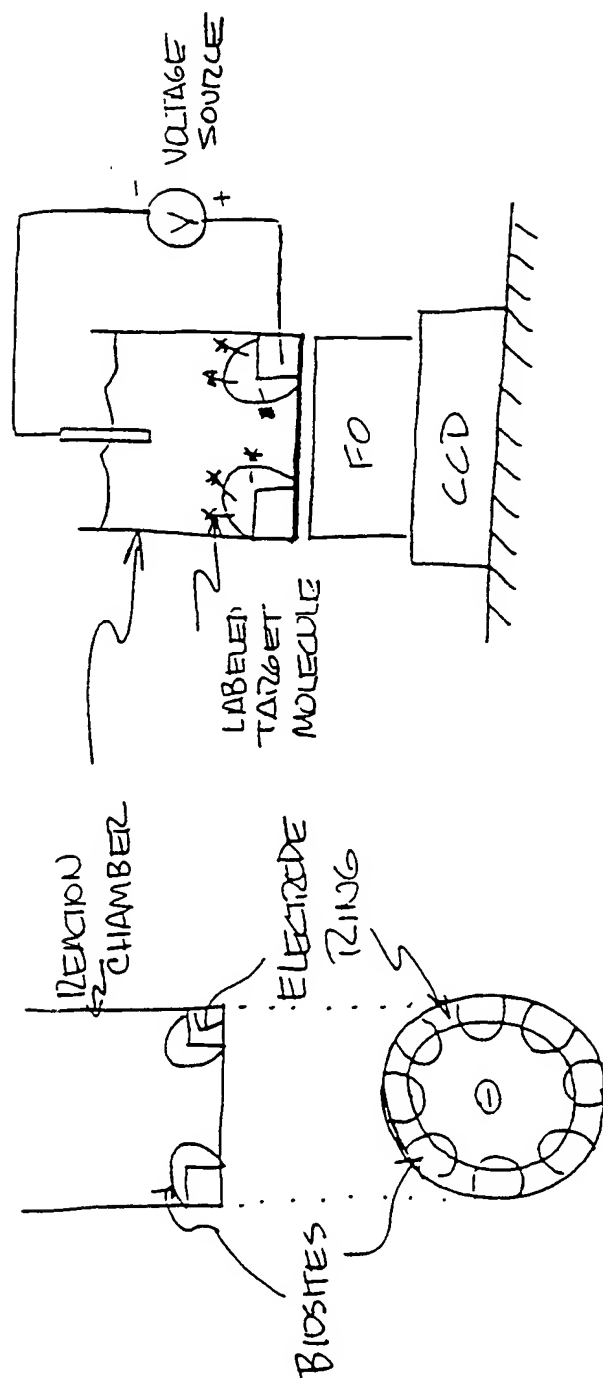 REACTION
CHAMBER
BIOSITES
ELECTRODE
RING
-
LABELED
TARGET
MOLECULE
-
V
+
VOLTAGE
SOURCE
FO
CCD